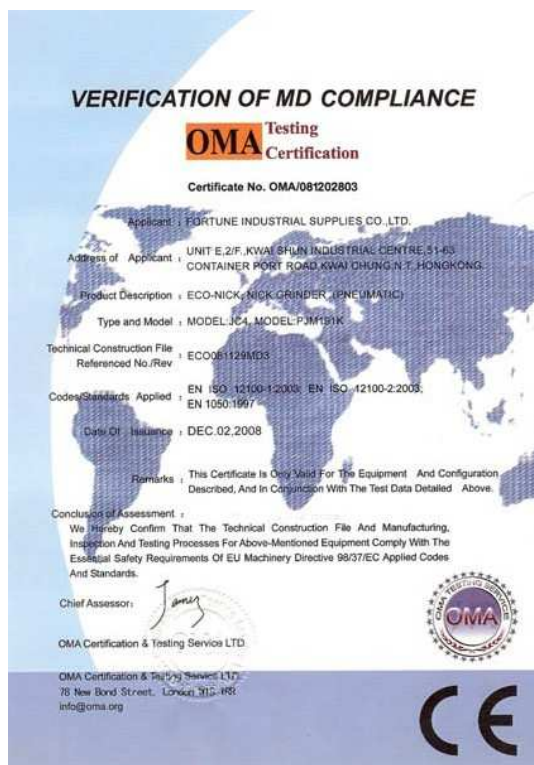 VERIFICATION OF MD COMPLIANCE
OMA Testing
Certification
Certificate No. OMA/081202803
Applicant : FORTUNE INDUSTRIAL SUPPLIES CO.,LTD.
Address of Applicant : UNIT E,2/F.,KWAI SHUN INDUSTRIAL CENTRE,51-63
CONTAINER PORT ROAD,KWAI CHUNG.N.T.,HONGKONG.
Product Description : ECO-NICK, NICK GRINDER, (PNEUMATIC)
Type and Model : MODEL:JC4, MODEL:PJM191K
Technical Construction File
Referenced No./Rev : ECO081129MD3
Codes/Standards Applied : EN ISO 12100-1:2003; EN ISO 12100-2:2003;
EN 1050:1997
Date Of Issuance : DEC.02,2008
Remarks : This Certificate Is Only Valid For The Equipment And Configuration
Described, And In Conjunction With The Test Data Detailed Above.
Conclusion of Assessment :
We Hereby Confirm That The Technical Construction File And Manufacturing,
Inspection And Testing Processes For Above-Mentioned Equipment Comply With The
Essential Safety Requirements Of EU Machinery Directive 98/37/EC Applied Codes
And Standards.
Chief Assessor:
OMA Certification & Testing Service LTD.
OMA Certification & Testing Service LTD.
78 New Bond Street, London
info@oma.org
OMA TESTING SERVICE
OMA
CE